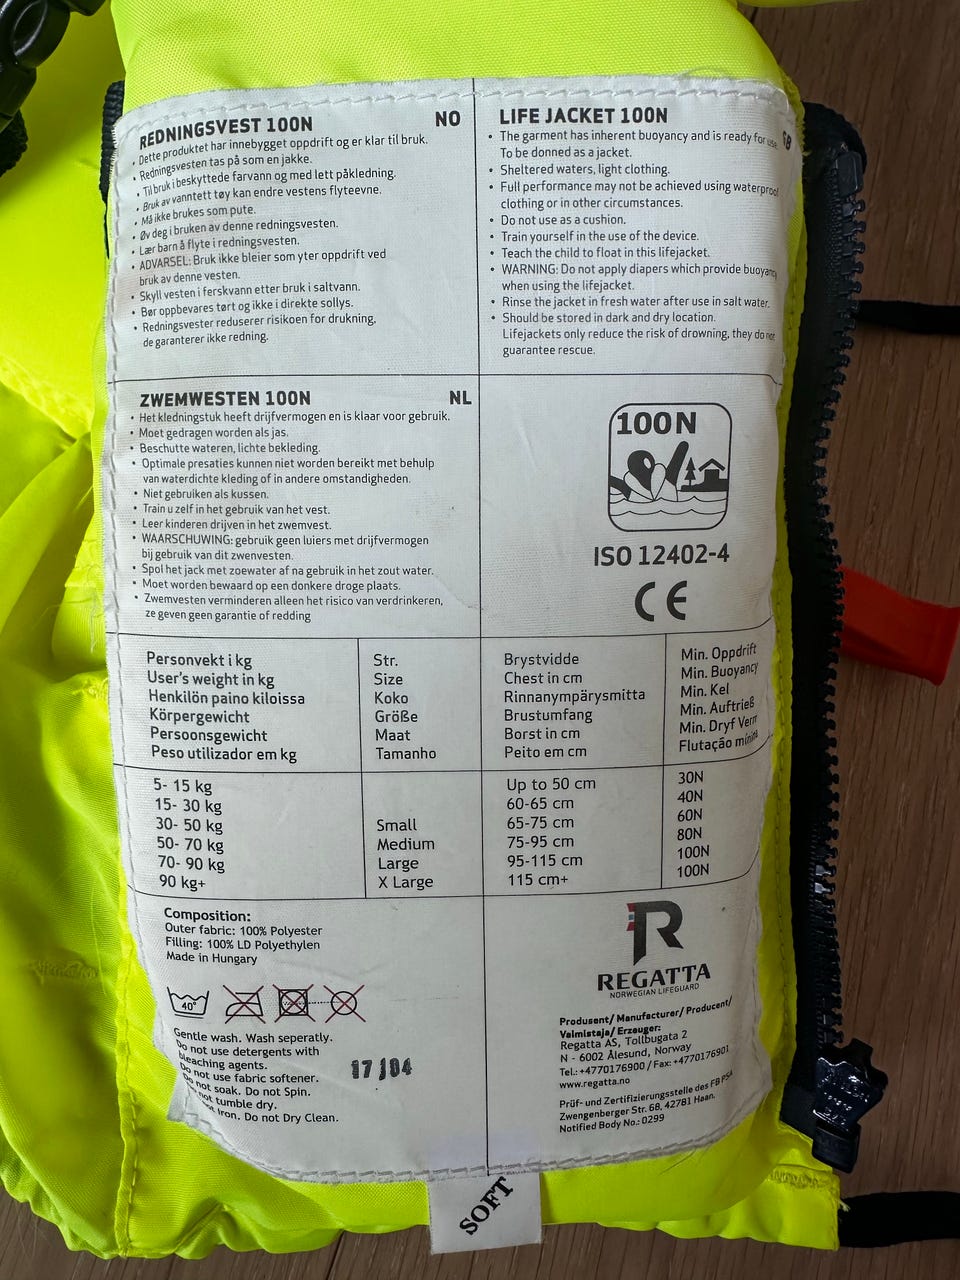 REDNINGSVEST 100N NO
• Dette produktet har innebygget oppdrift og er klar til bruk.
• Redningsvesten tas på som en jakke.
• Til bruk i beskyttede farvann og med lett påkledning.
• Bruk av vanntett tøy kan endre vestens flyteevne.
• Må ikke brukes som pute.
• Øv deg i bruken av denne redningsvesten.
• Lær barn å flyte i redningsvesten.
• ADVARSEL: Bruk ikke bleier som yter oppdrift ved
bruk av denne vesten.
• Skyll vesten i ferskvann etter bruk i saltvann.
• Bør oppbevares tørt og ikke i direkte sollys.
• Redningsvester reduserer risikoen for drukning,
de garanterer ikke redning.
LIFE JACKET 100N GB
• The garment has inherent buoyancy and is ready for use.
To be donned as a jacket.
• Sheltered waters, light clothing.
• Full performance may not be achieved using waterproof
clothing or in other circumstances.
• Do not use as a cushion.
• Train yourself in the use of the device.
• Teach the child to float in this lifejacket.
• WARNING: Do not apply diapers which provide buoyancy
when using the lifejacket.
• Rinse the jacket in fresh water after use in salt water.
• Should be stored in dark and dry location.
Lifejackets only reduce the risk of drowning, they do not
guarantee rescue.
ZWEMWESTEN 100N NL
• Het kledningstuk heeft drijfvermogen en is klaar voor gebruik.
• Moet gedragen worden als jas.
• Beschutte wateren, lichte bekleding.
• Optimale presaties kunnen niet worden bereikt met behulp
van waterdichte kleding of in andere omstandigheden.
• Niet gebruiken als kussen.
• Train u zelf in het gebruik van het vest.
• Leer kinderen drijven in het zwemvest.
• WAARSCHUWING: gebruik geen luiers met drijfvermogen
bij gebruik van dit zwenvesten.
• Spol het jack met zoewater af na gebruik in het zout water.
• Moet worden bewaard op een donkere droge plaats.
• Zwemvesten verminderen alleen het risico van verdrinkeren,
ze geven geen garantie of redding
100N
ISO 12402-4
CE
Personvekt i kg Str. Brystvidde Min. Oppdrift
User's weight in kg Size Chest in cm Min. Buoyancy
Henkilön paino kiloissa Koko Rinnanympärysmitta Min. Kel
Körpergewicht Größe Brustumfang Min. Auftrieß
Persoonsgewicht Maat Borst in cm Min. Dryf Verm
Peso utilizador em kg Tamanho Peito em cm Flutação mínima
5- 15 kg Up to 50 cm 30N
15- 30 kg 60-65 cm 40N
30- 50 kg Small 65-75 cm 60N
50- 70 kg Medium 75-95 cm 80N
70- 90 kg Large 95-115 cm 100N
90 kg+ X Large 115 cm+ 100N
Composition:
Outer fabric: 100% Polyester
Filling: 100% LD Polyethylen
Made in Hungary
40°
Gentle wash. Wash seperatly.
Do not use detergents with
bleaching agents.
Do not use fabric softener.
Do not soak. Do not Spin.
not tumble dry.
Iron. Do not Dry Clean.
17 J04
R
REGATTA
NORWEGIAN LIFEGUARD
Produsent/ Manufacturer/ Producent/
Valmistaja/ Erzeuger:
Regatta AS, Tollbugata 2
N - 6002 Ålesund, Norway
Tel.: +4770176900 / Fax: +4770176901
www.regatta.no
Prüf- und Zertifizierungsstelle des FB PSA
Zwengenberger Str. 68, 42781 Haan.
Notified Body No.: 0299
SOFT